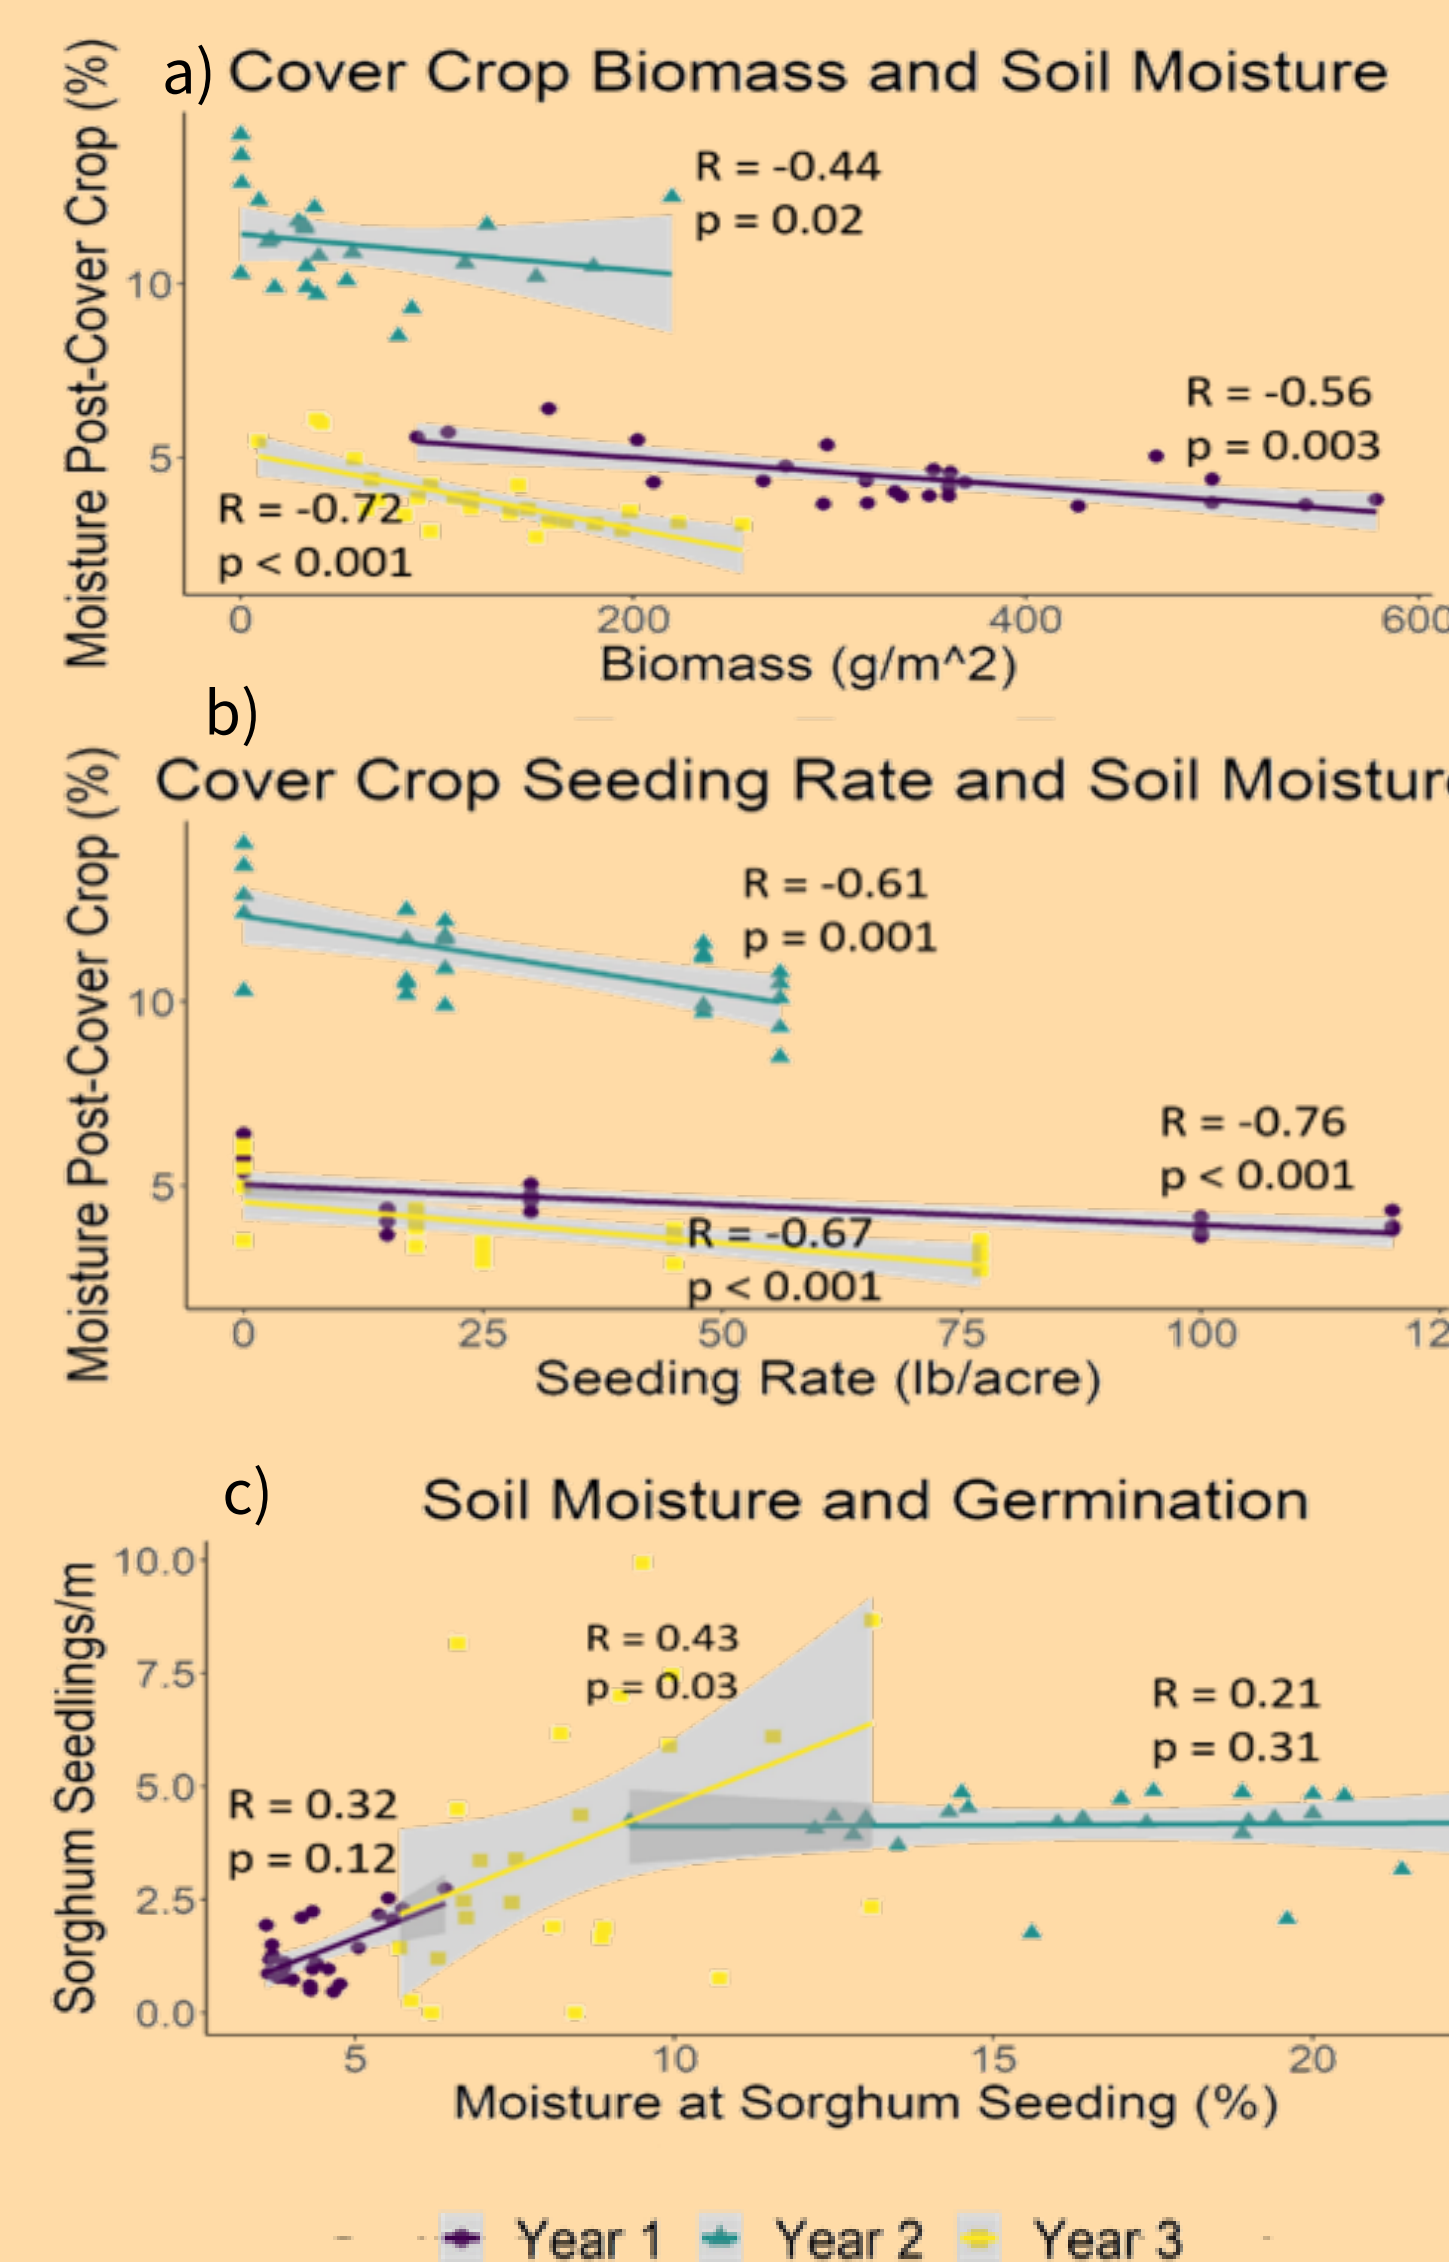 a) Cover Crop Biomass and Soil Moisture
Moisture Post-Cover Crop (%)
10
5
R = -0.44
p = 0.02
R = -0.56
p = 0.003
R = -0.72
p < 0.001
0 200 400 600
Biomass (g/m^2)
b)
Cover Crop Seeding Rate and Soil Moisture
Moisture Post-Cover Crop (%)
10
5
R = -0.61
p = 0.001
R = -0.76
p < 0.001
R = -0.67
p < 0.001
0 25 50 75 100 12
Seeding Rate (lb/acre)
c)
Soil Moisture and Germination
Sorghum Seedlings/m
10.0
7.5
5.0
2.5
0.0
R = 0.43
p = 0.03
R = 0.21
p = 0.31
R = 0.32
p = 0.12
5 10 15 20
Moisture at Sorghum Seeding (%)
Year 1 Year 2 Year 3